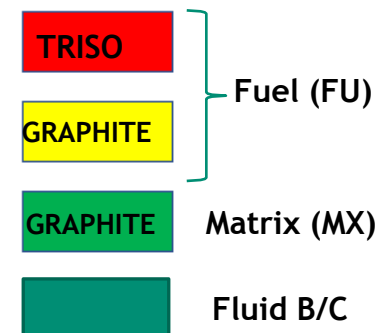 TRISO
Fuel (FU)
GRAPHITE
GRAPHITE Matrix (MX)
Fluid B/C